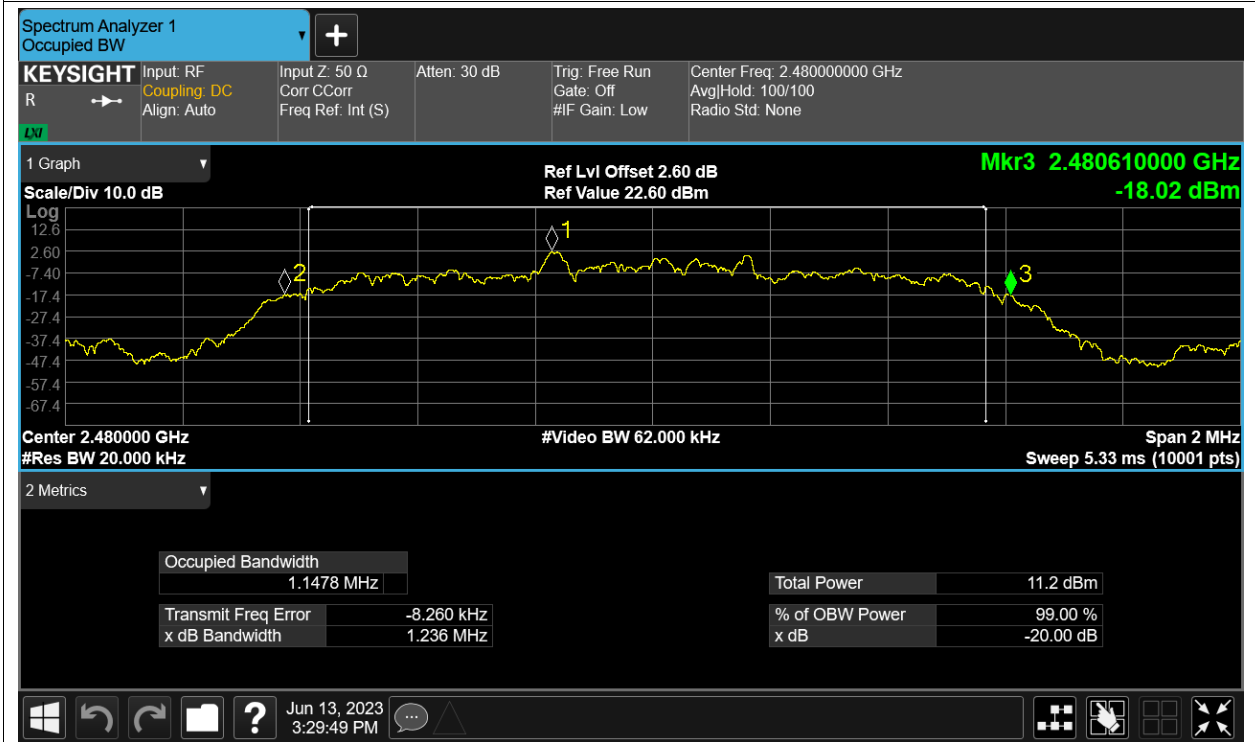 Spectrum Analyzer 1
Occupied BW
KEYSIGHT
R
LXI
Input: RF
Coupling: DC
Align: Auto
Input Z: 50 Ω
Corr CCorr
Freq Ref: Int (S)
Atten: 30 dB
Trig: Free Run
Gate: Off
#IF Gain: Low
Center Freq: 2.480000000 GHz
Avg|Hold: 100/100
Radio Std: None
1 Graph
Scale/Div 10.0 dB
Ref Lvl Offset 2.60 dB
Ref Value 22.60 dBm
Mkr3 2.480610000 GHz
-18.02 dBm
Log
12.6
2.60
-7.40
-17.4
-27.4
-37.4
-47.4
-57.4
-67.4
1
2
3
Center 2.480000 GHz
#Video BW 62.000 kHz
Span 2 MHz
#Res BW 20.000 kHz
Sweep 5.33 ms (10001 pts)
2 Metrics
Occupied Bandwidth
1.1478 MHz
Transmit Freq Error -8.260 kHz
x dB Bandwidth 1.236 MHz
Total Power 11.2 dBm
% of OBW Power 99.00 %
x dB -20.00 dB
?
Jun 13, 2023
3:29:49 PM